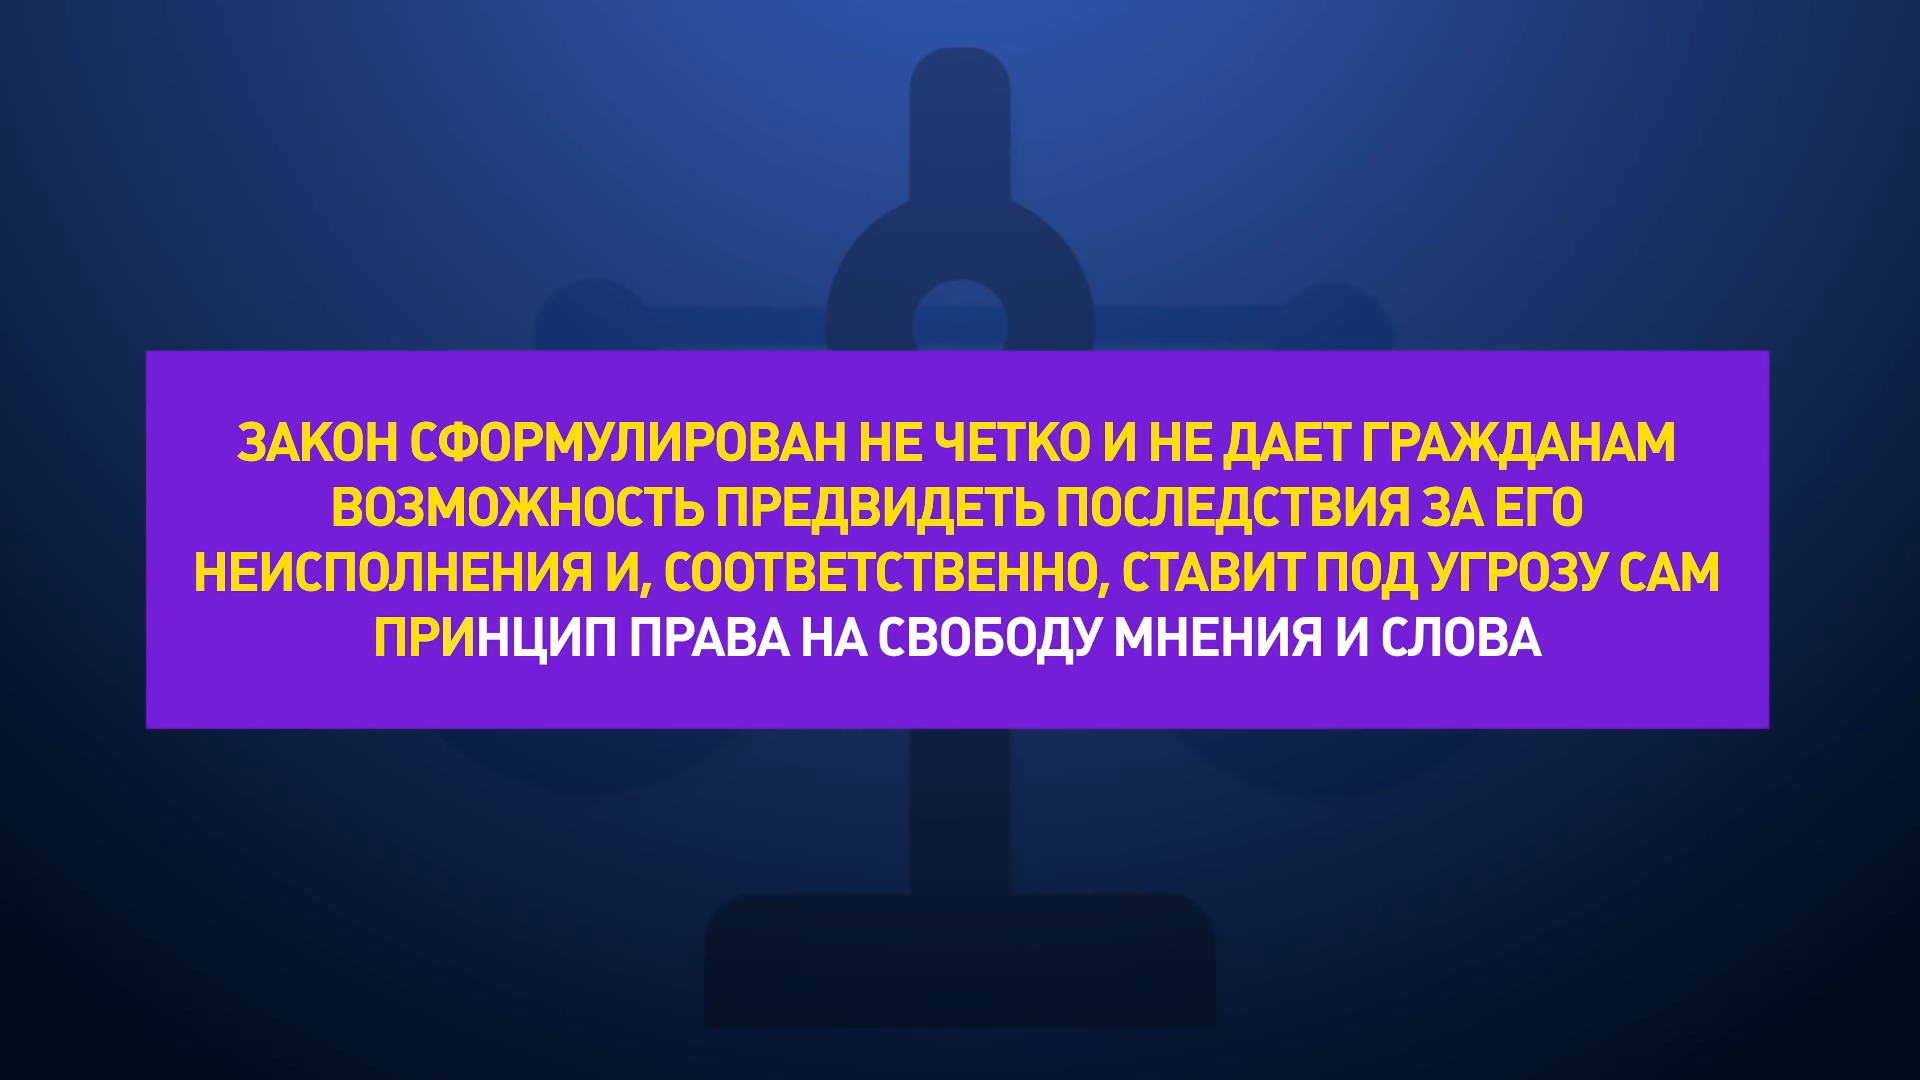 ЗАКОН СФОРМУЛИРОВАН НЕ ЧЕТКО И НЕ ДАЕТ ГРАЖДАНАМ
ВОЗМОЖНОСТЬ ПРЕДВИДЕТЬ ПОСЛЕДСТВИЯ ЗА ЕГО
НЕИСПОЛНЕНИЯ И, СООТВЕТСТВЕННО, СТАВИТ ПОД УГРОЗУ САМ
ПРИНЦИП ПРАВА НА СВОБОДУ МНЕНИЯ И СЛОВА